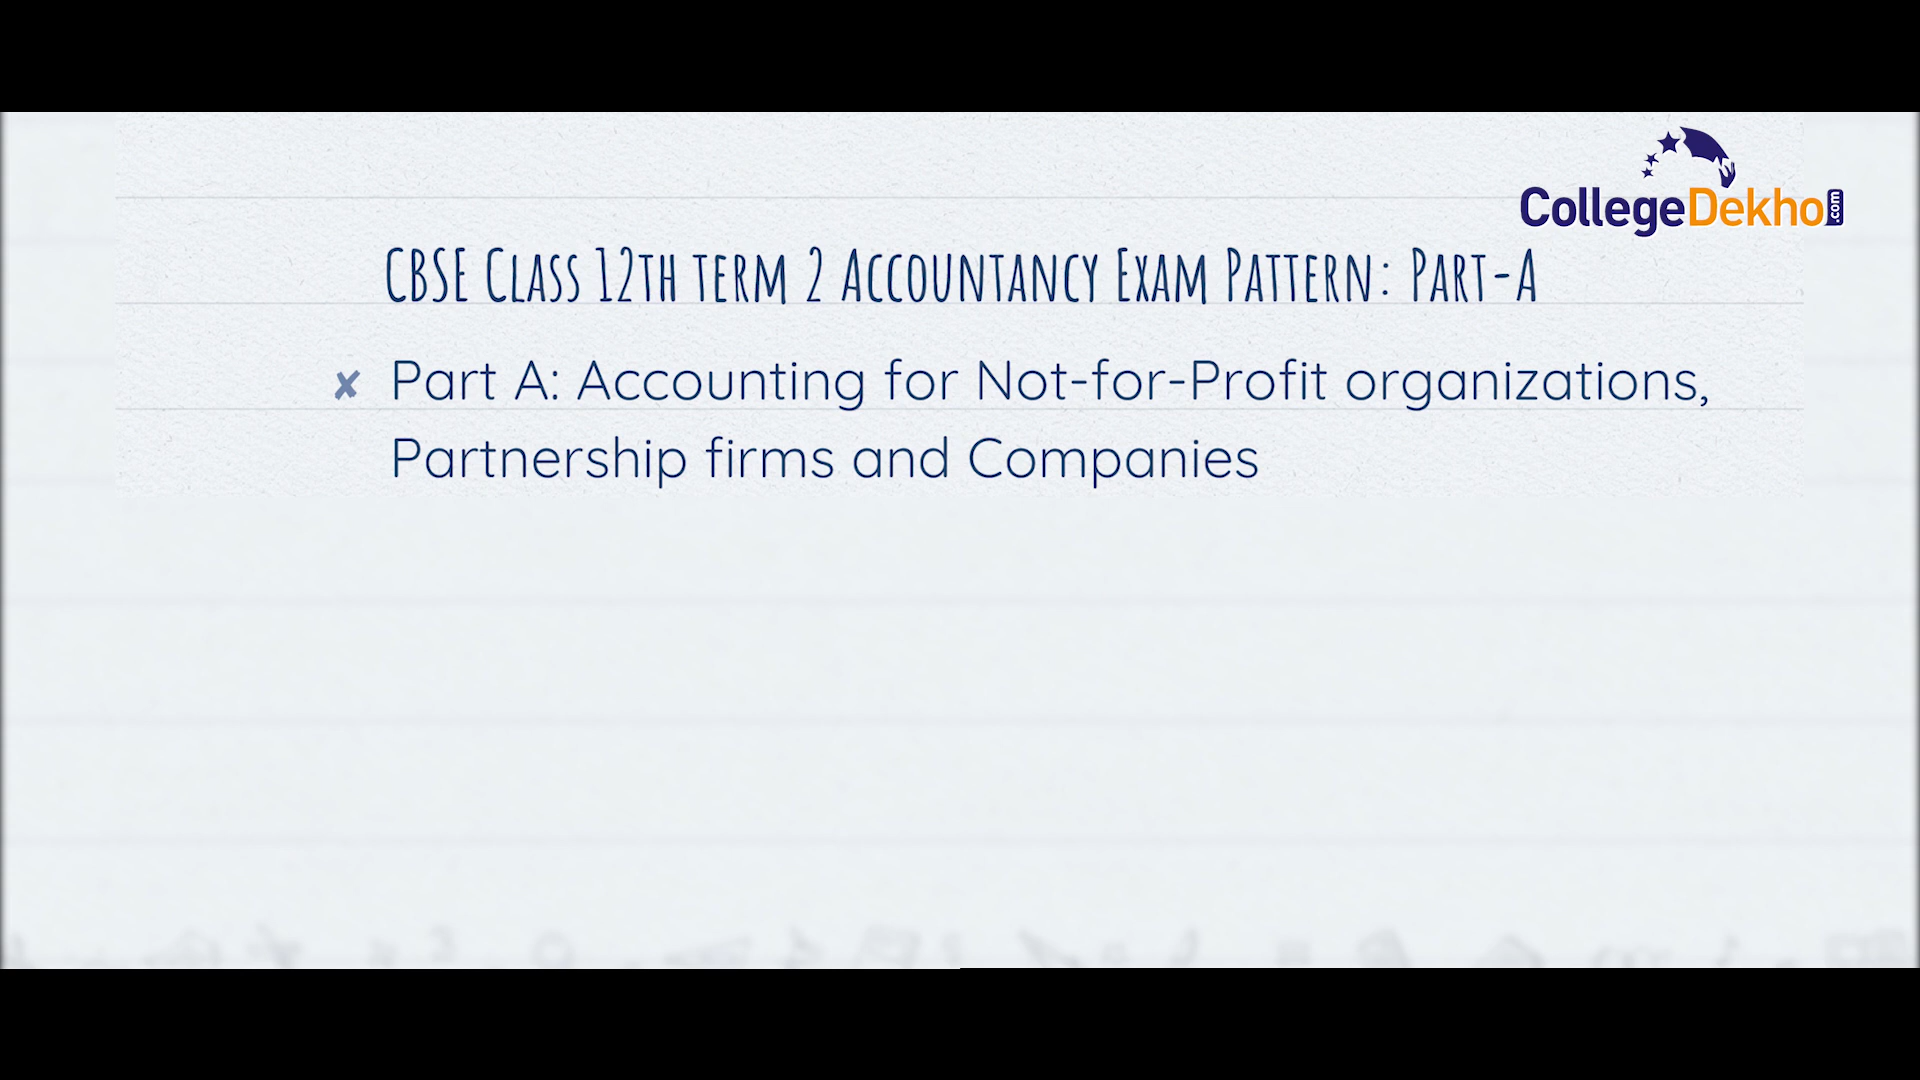 CollegeDekho.com
CBSE Class 12th term 2 Accountancy Exam Pattern: Part-A
✘ Part A: Accounting for Not-for-Profit organizations,
Partnership firms and Companies